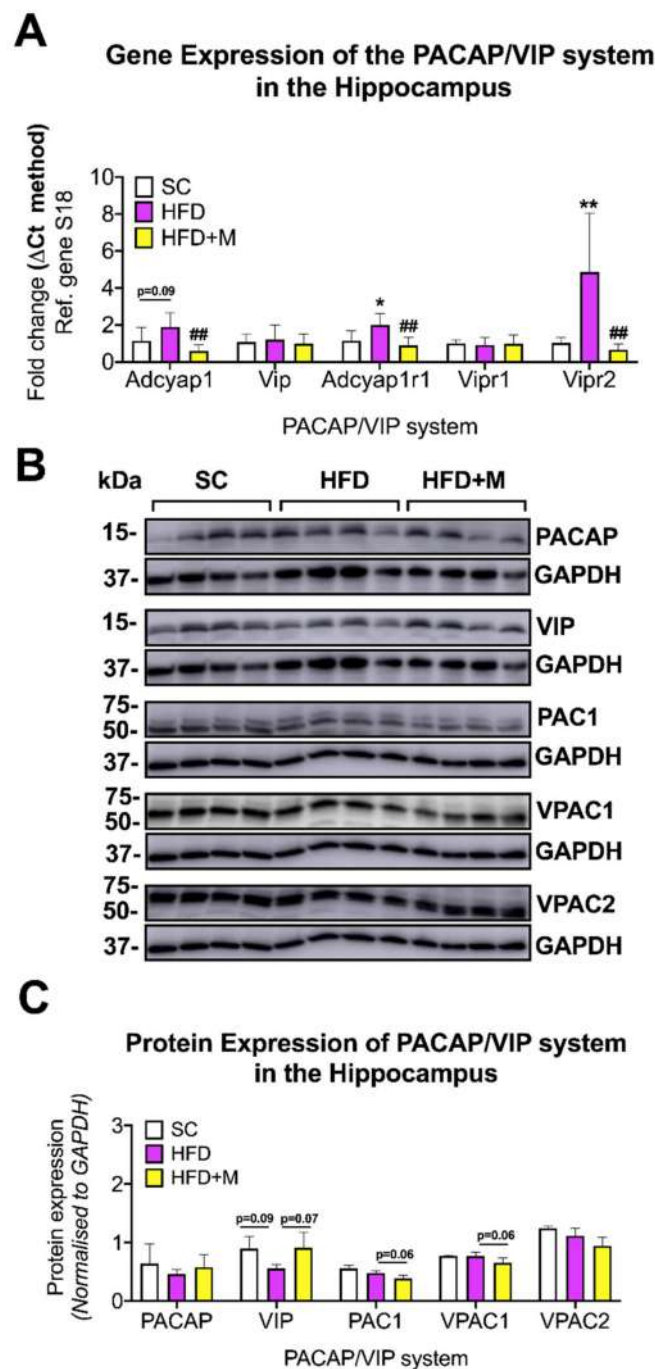 A
Gene Expression of the PACAP/VIP system
in the Hippocampus
Fold change (ΔCt method)
Ref. gene S18
10
8
6
4
2
0
SC
HFD
HFD+M
p=0.09
##
*
##
**
##
Adcyap1 Vip Adcyap1r1 Vipr1 Vipr2
PACAP/VIP system
B
kDa SC HFD HFD+M
15- PACAP
37- GAPDH
15- VIP
37- GAPDH
75-
50- PAC1
37- GAPDH
75-
50- VPAC1
37- GAPDH
75-
50- VPAC2
37- GAPDH
C
Protein Expression of PACAP/VIP system
in the Hippocampus
Protein expression
(Normalised to GAPDH)
3
2
1
0
SC
HFD
HFD+M
p=0.09 p=0.07
p=0.06
p=0.06
PACAP VIP PAC1 VPAC1 VPAC2
PACAP/VIP system